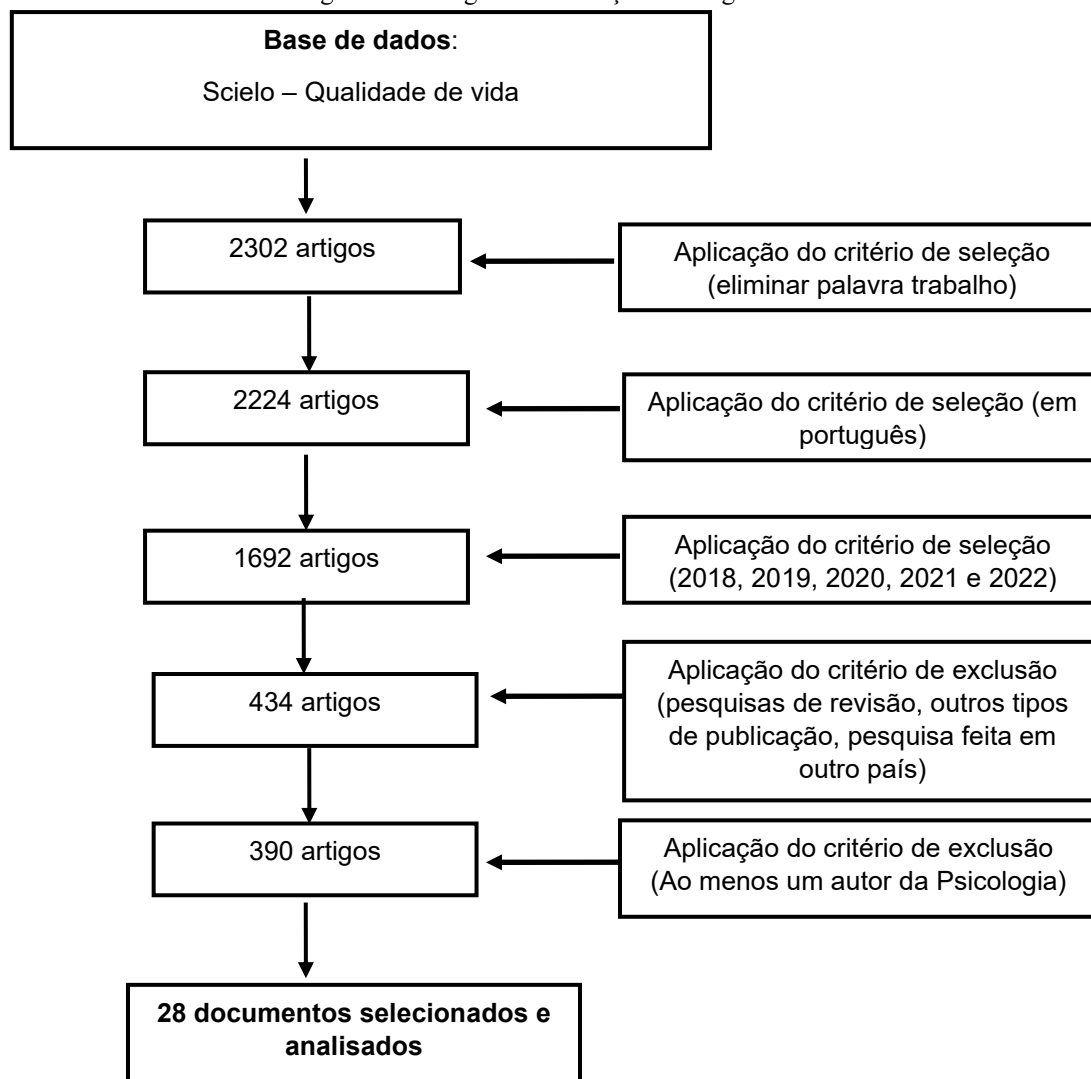 Base de dados:
Scielo – Qualidade de vida
2302 artigos
Aplicação do critério de seleção
(eliminar palavra trabalho)
2224 artigos
Aplicação do critério de seleção (em
português)
1692 artigos
Aplicação do critério de seleção
(2018, 2019, 2020, 2021 e 2022)
434 artigos
Aplicação do critério de exclusão
(pesquisas de revisão, outros tipos
de publicação, pesquisa feita em
outro país)
390 artigos
Aplicação do critério de exclusão
(Ao menos um autor da Psicologia)
28 documentos selecionados e
analisados